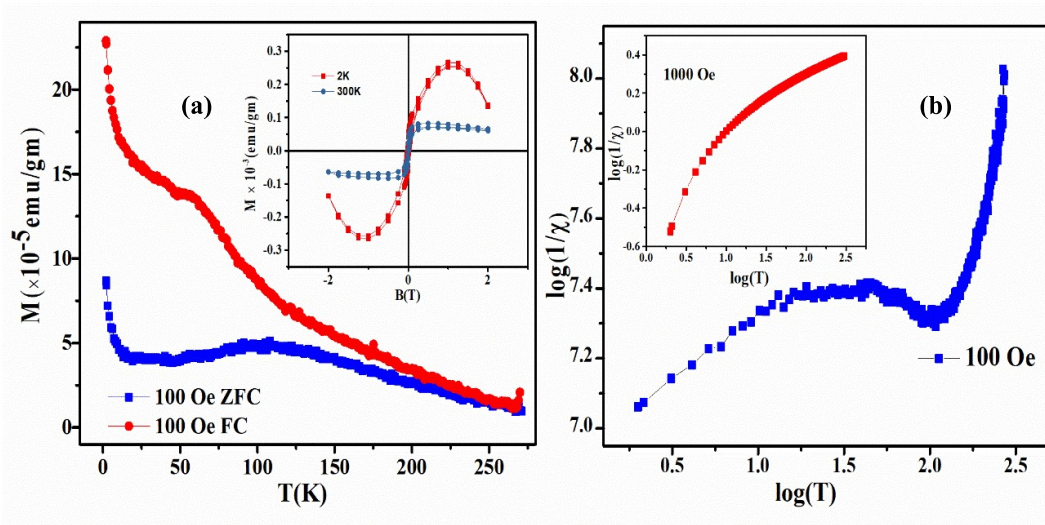 (a)
M (×10⁻⁵emu/gm)
20
15
10
5
0
0 50 100 150 200 250
T(K)
100 Oe ZFC
100 Oe FC
M × 10⁻³(emu/gm)
0.3
0.2
0.1
0.0
-0.1
-0.2
-0.3
-2 0 2
B(T)
2K
300K
(b)
log(1/χ)
8.0
7.8
7.6
7.4
7.2
7.0
0.5 1.0 1.5 2.0 2.5
log(T)
100 Oe
1000 Oe
log(1/χ)
0.4
0.2
0.0
-0.2
-0.4
-0.6
0.0 0.5 1.0 1.5 2.0 2.5
log(T)